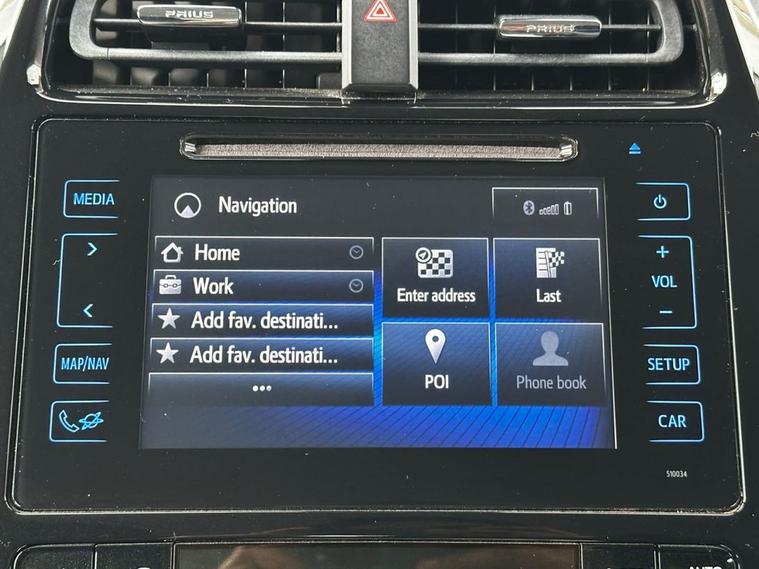 PRIUS
PRIUS
MEDIA
Navigation
Home
Work
Add fav. destinati...
Add fav. destinati...
...
Enter address
Last
POI
Phone book
VOL
MAP/NAV
SETUP
CAR
510034
AUTO